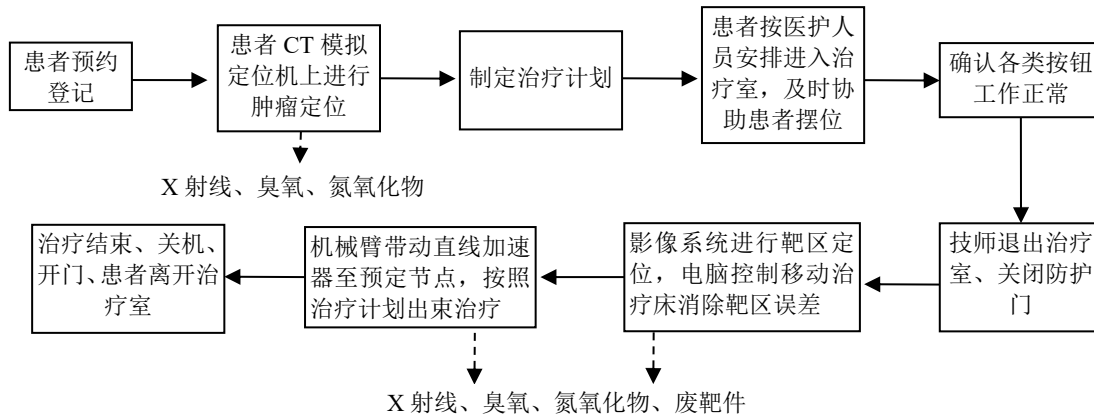 患者预约
登记
患者 CT 模拟
定位机上进行
肿瘤定位
制定治疗计划
患者按医护人
员安排进入治
疗室，及时协
助患者摆位
确认各类按钮
工作正常
X 射线、臭氧、氮氧化物
技师退出治疗
室、关闭防护
门
影像系统进行靶区定
位，电脑控制移动治
疗床消除靶区误差
机械臂带动直线加速
器至预定节点，按照
治疗计划出束治疗
治疗结束、关机、
开门、患者离开治
疗室
X 射线、臭氧、氮氧化物、废靶件